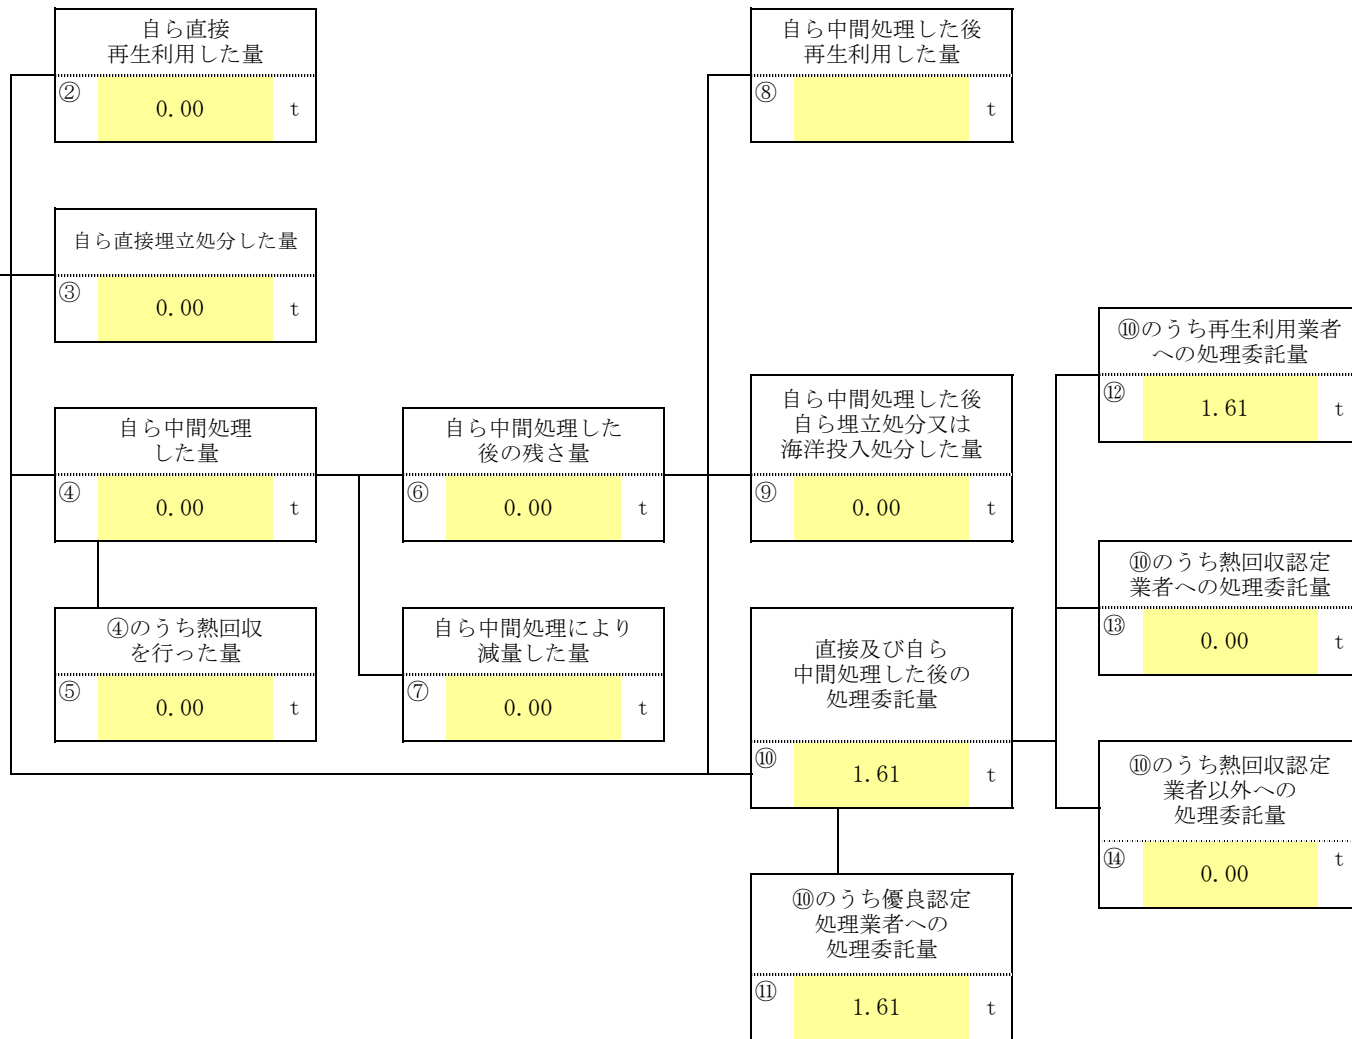 自ら直接
再生利用した量
② 0.00 t
自ら中間処理した後
再生利用した量
⑧ t
自ら直接埋立処分した量
③ 0.00 t
⑩のうち再生利用業者
への処理委託量
⑫ 1.61 t
自ら中間処理
した量
④ 0.00 t
自ら中間処理した
後の残さ量
⑥ 0.00 t
自ら中間処理した後
自ら埋立処分又は
海洋投入処分した量
⑨ 0.00 t
⑩のうち熱回収認定
業者への処理委託量
⑬ 0.00 t
④のうち熱回収
を行った量
⑤ 0.00 t
自ら中間処理により
減量した量
⑦ 0.00 t
直接及び自ら
中間処理した後の
処理委託量
⑩ 1.61 t
⑩のうち熱回収認定
業者以外への
処理委託量
⑭ 0.00 t
⑩のうち優良認定
処理業者への
処理委託量
⑪ 1.61 t